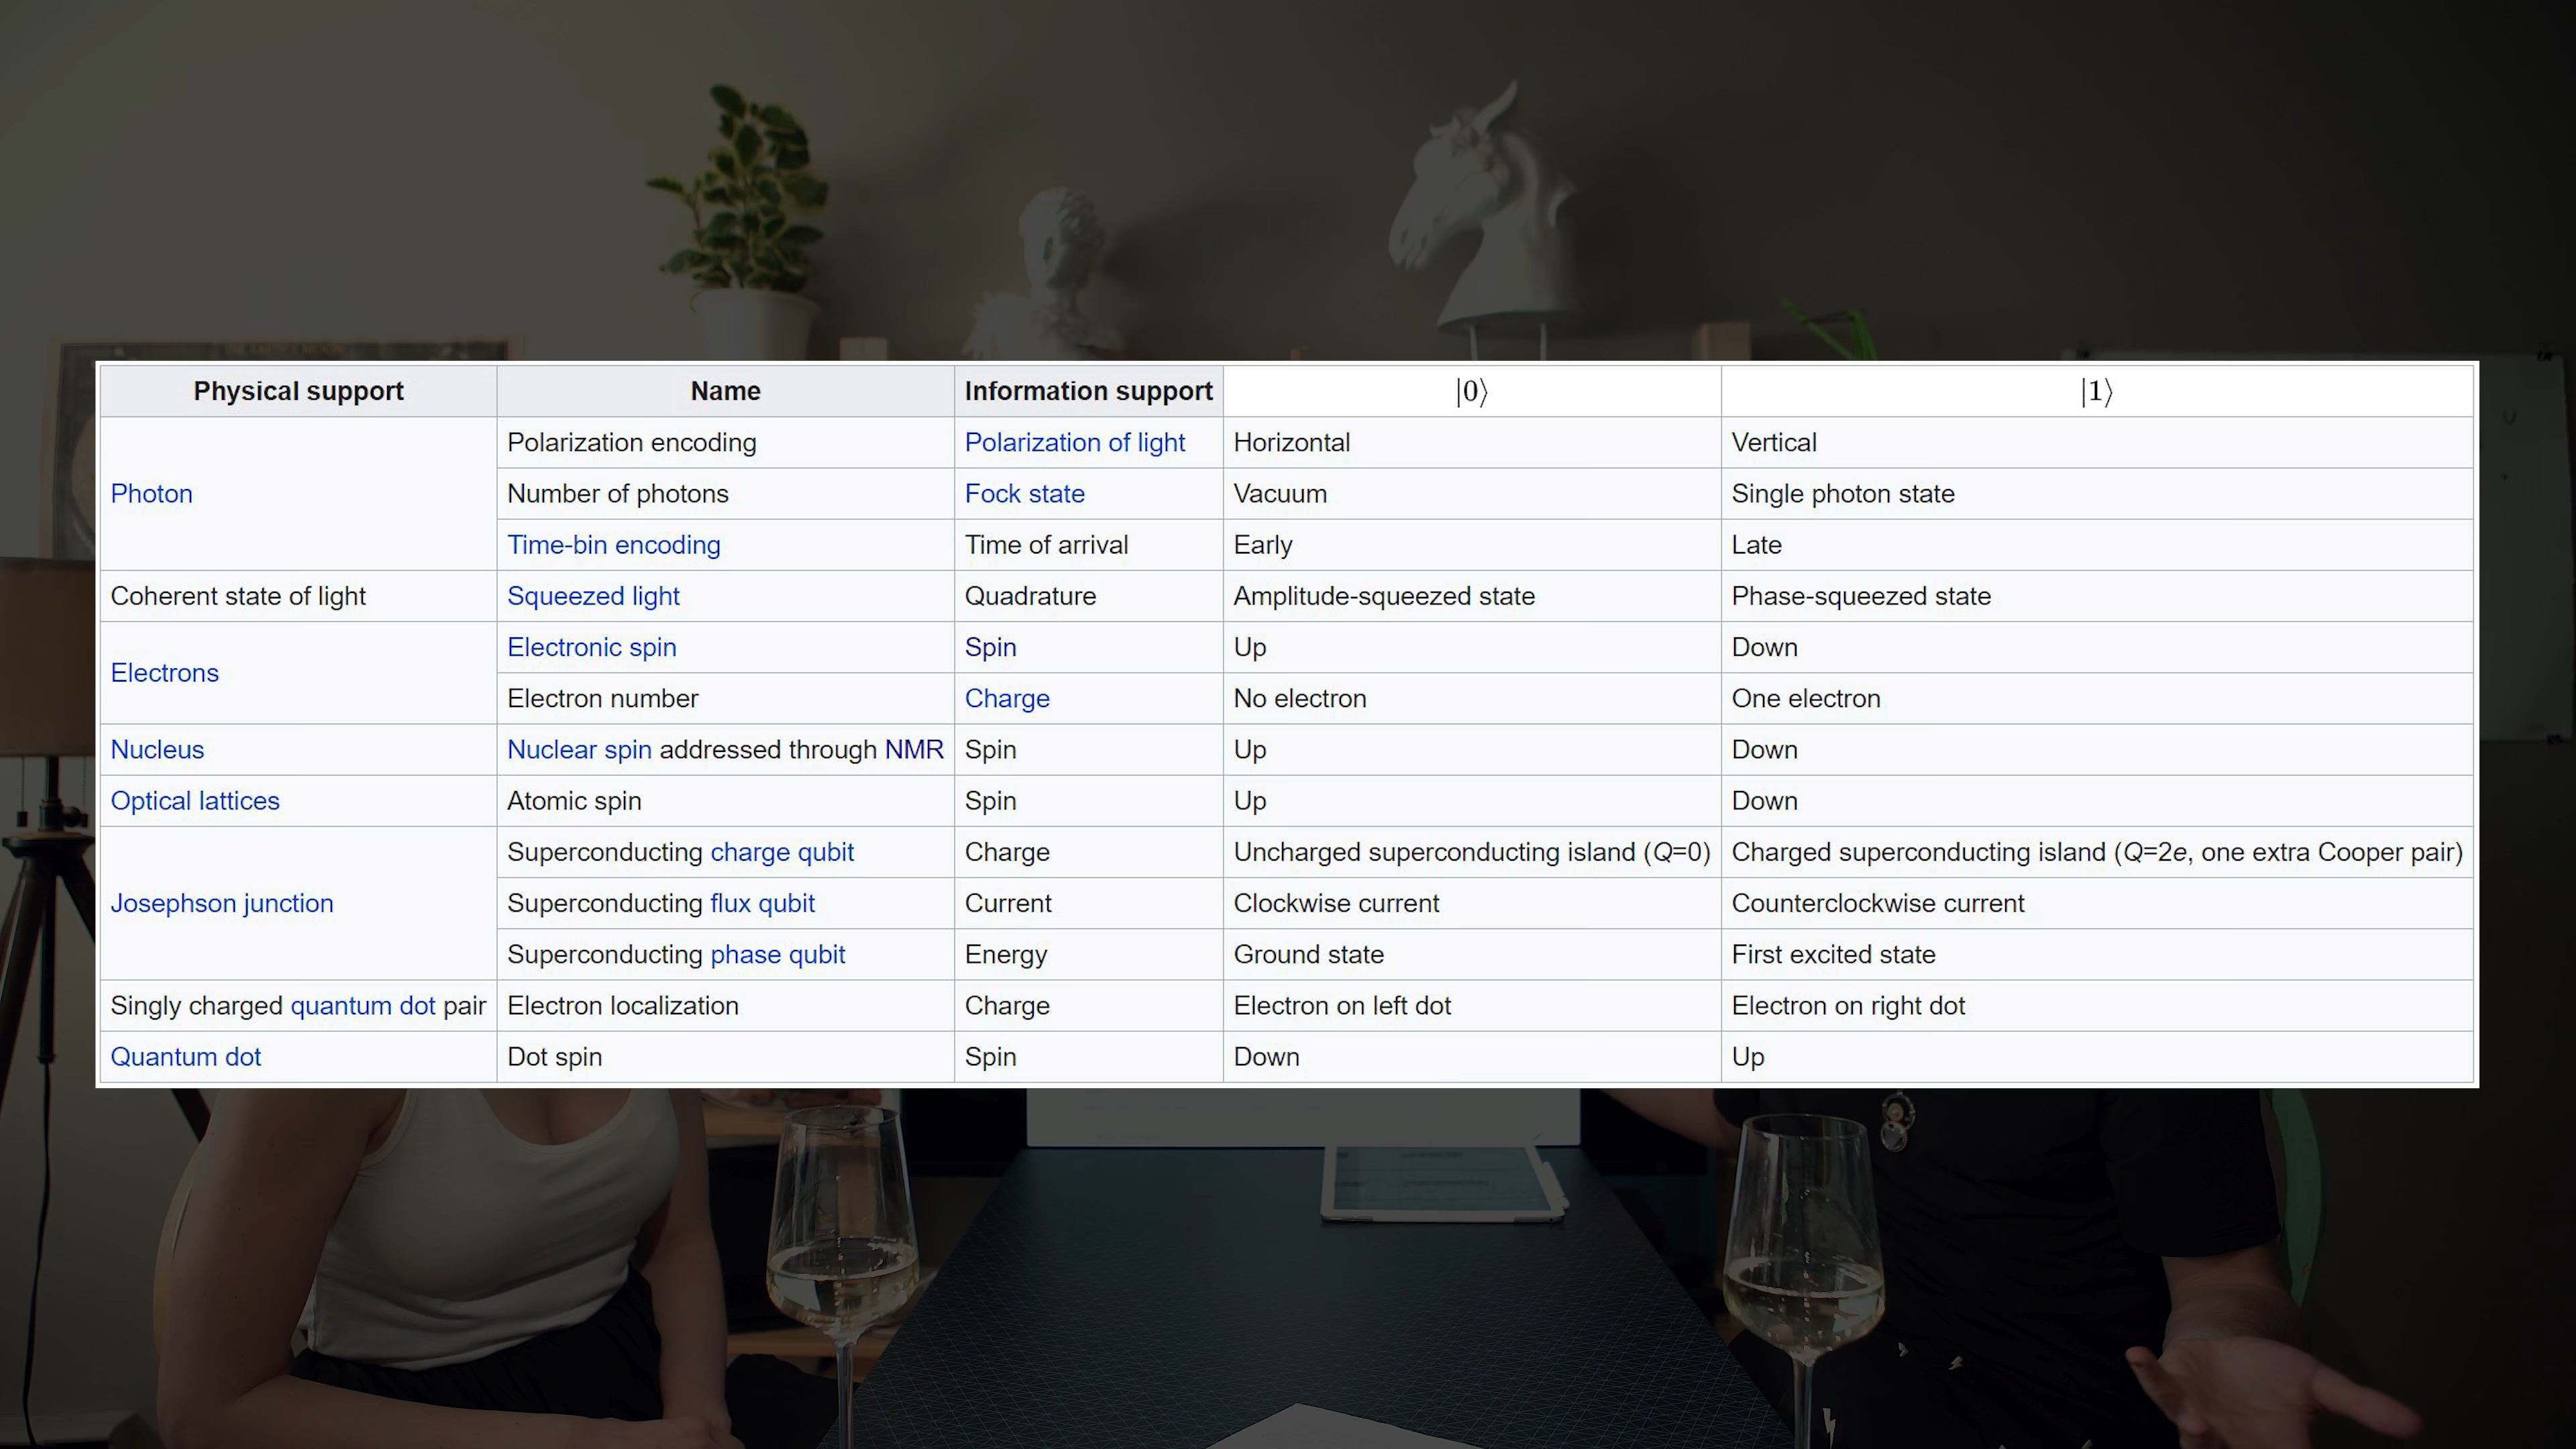 Physical support Name Information support |0⟩ |1⟩
Photon Polarization encoding Polarization of light Horizontal Vertical
Number of photons Fock state Vacuum Single photon state
Time-bin encoding Time of arrival Early Late
Coherent state of light Squeezed light Quadrature Amplitude-squeezed state Phase-squeezed state
Electrons Electronic spin Spin Up Down
Electron number Charge No electron One electron
Nucleus Nuclear spin addressed through NMR Spin Up Down
Optical lattices Atomic spin Spin Up Down
Josephson junction Superconducting charge qubit Charge Uncharged superconducting island (Q=0) Charged superconducting island (Q=2e, one extra Cooper pair)
Superconducting flux qubit Current Clockwise current Counterclockwise current
Superconducting phase qubit Energy Ground state First excited state
Singly charged quantum dot pair Electron localization Charge Electron on left dot Electron on right dot
Quantum dot Dot spin Spin Down Up